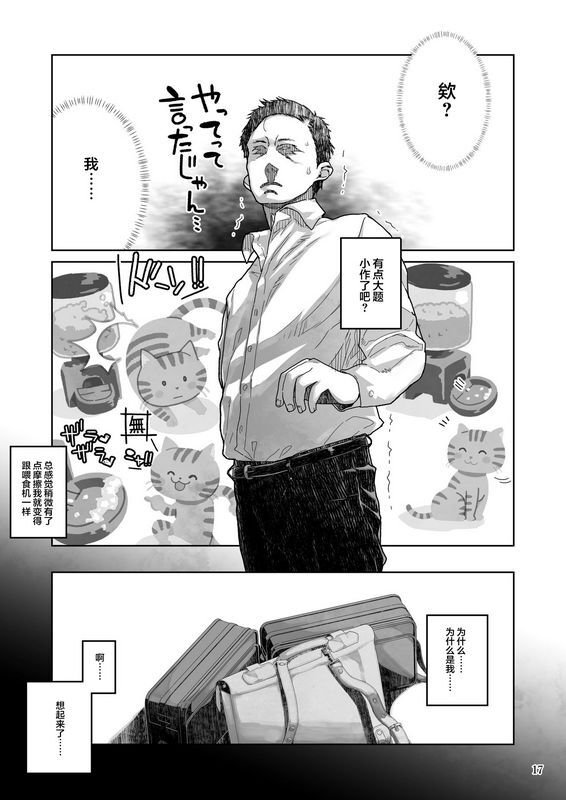 欸?
やってって
言ったじゃん…
我……
有点大题
小作了吧?
ドーン!!
無
ザラ
ザラ
ニャー!!
总感觉稍微有了
点摩擦我就变得
跟喂食机一样
为什么……
为什么是我……
啊……
想起来了……
17